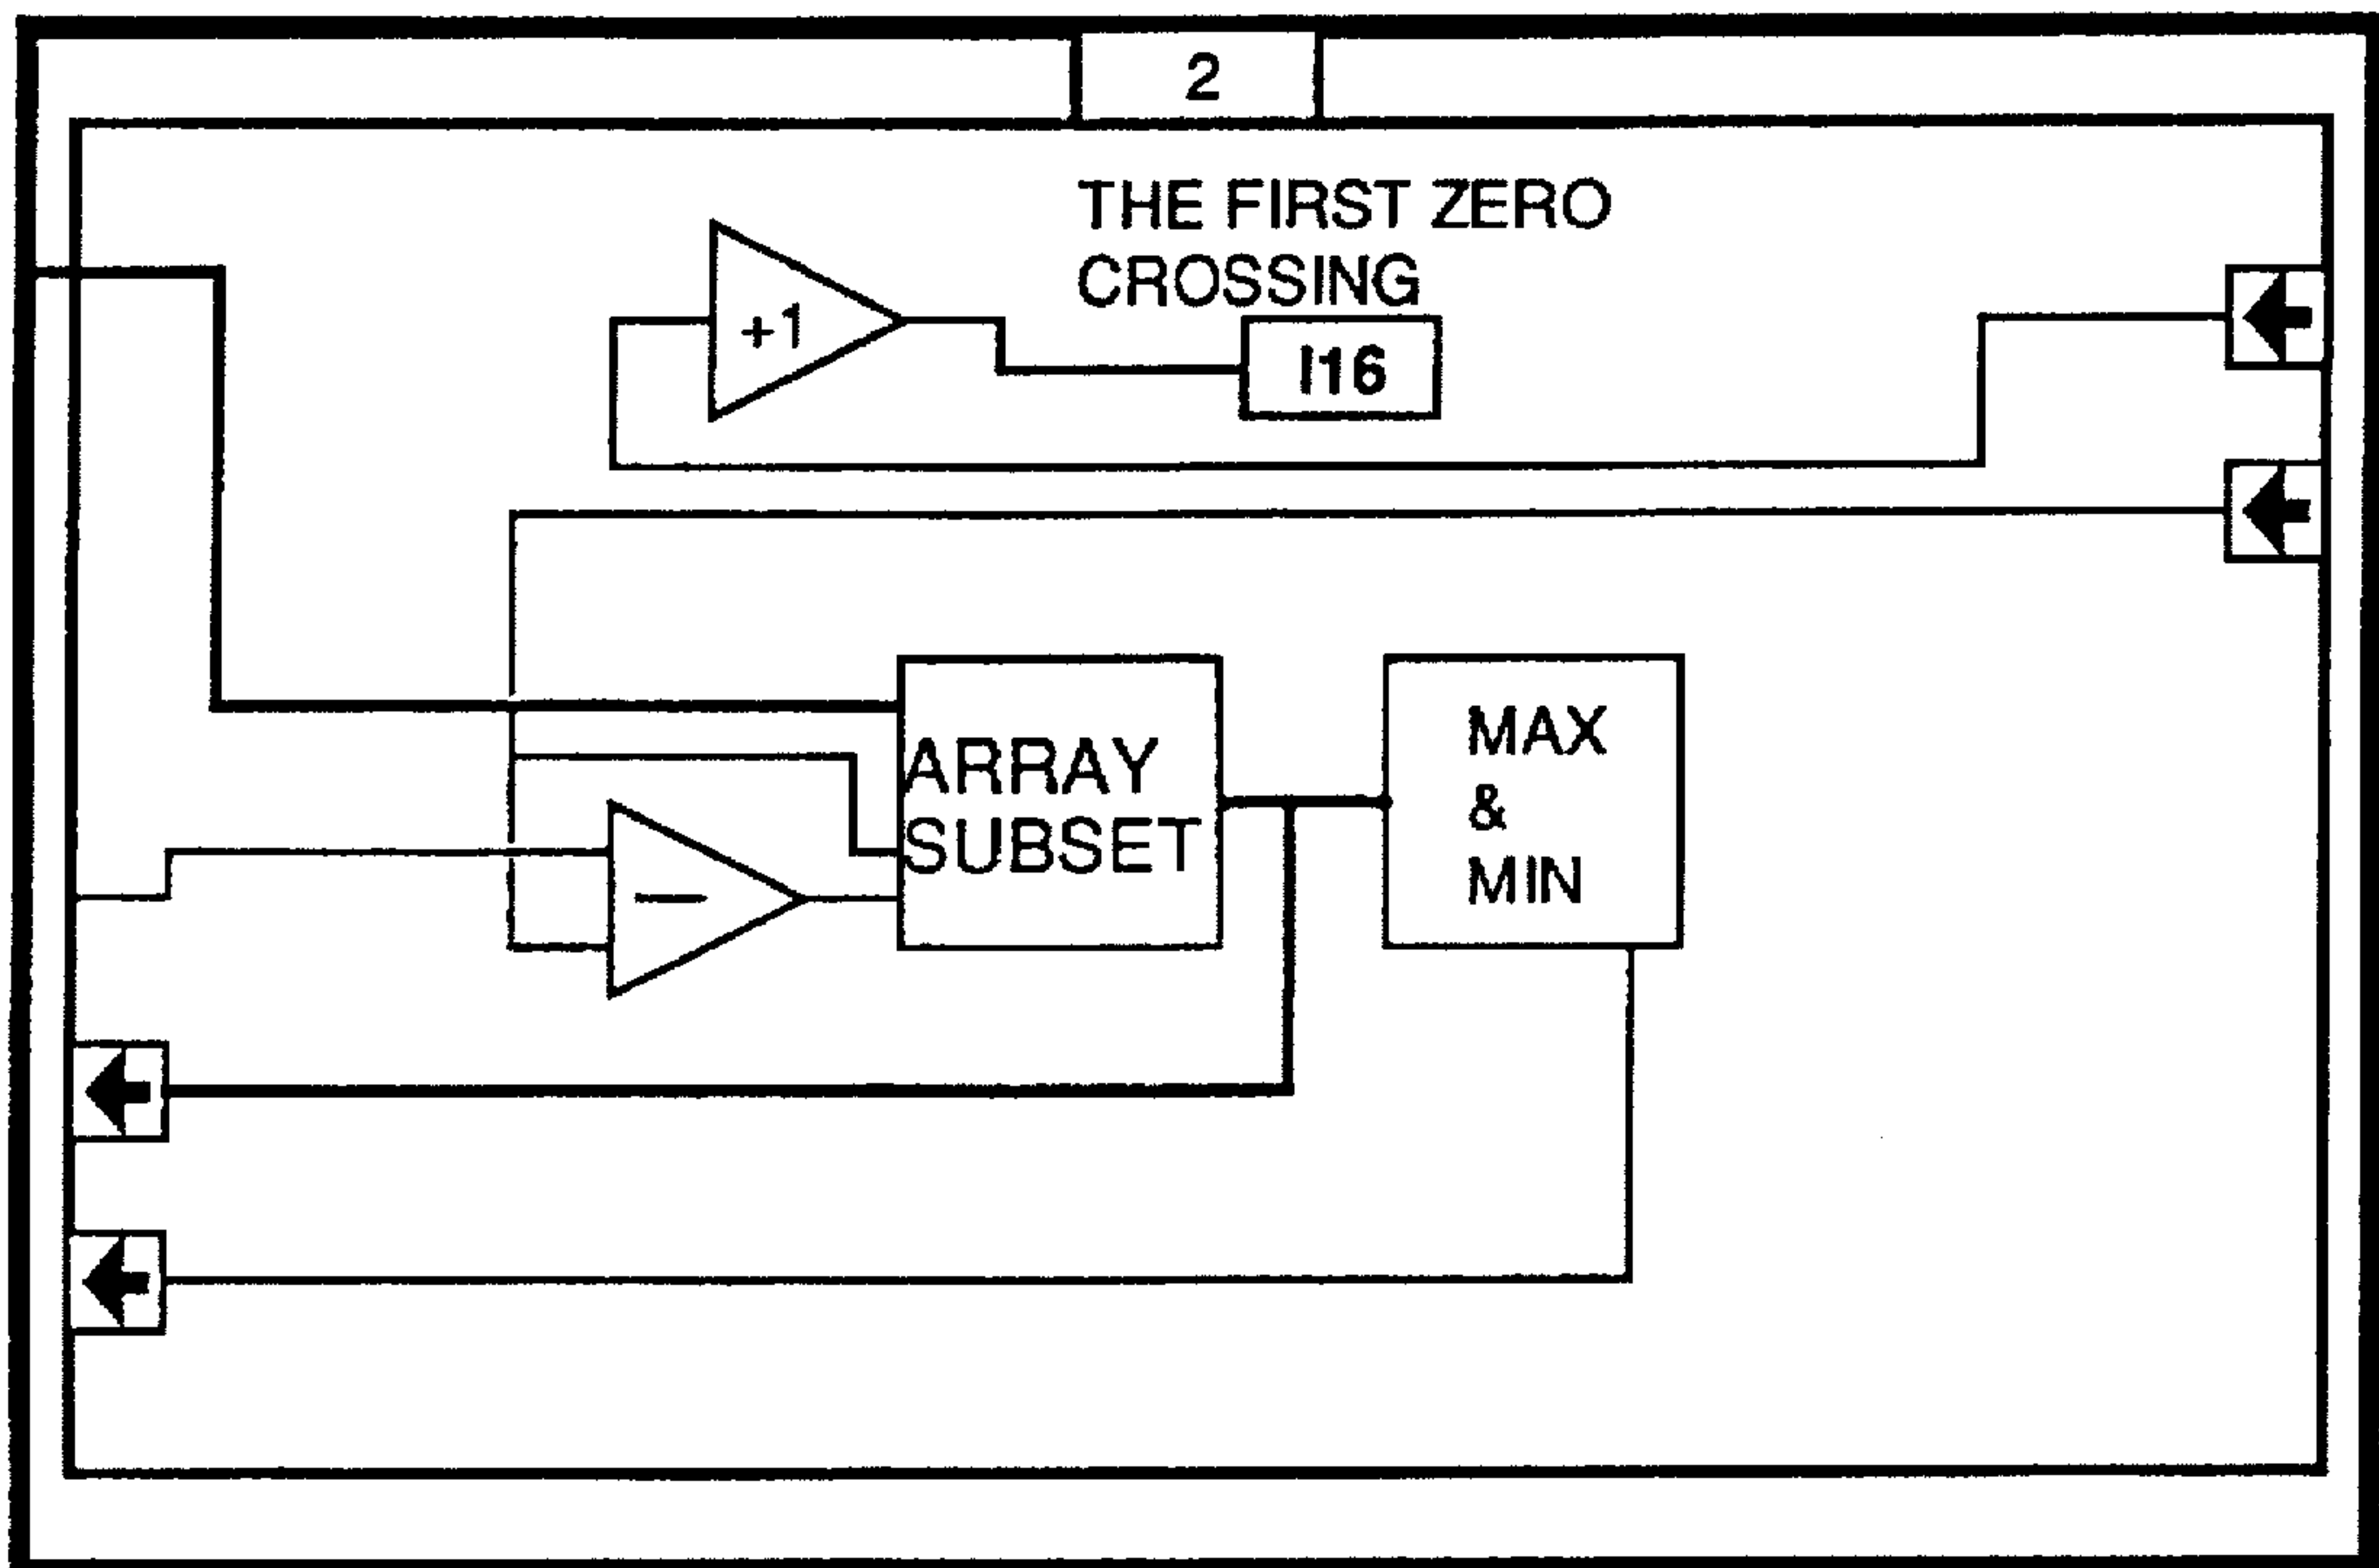 2
THE FIRST ZERO
CROSSING
+1
I16
ARRAY
SUBSET
MAX
&
MIN
—